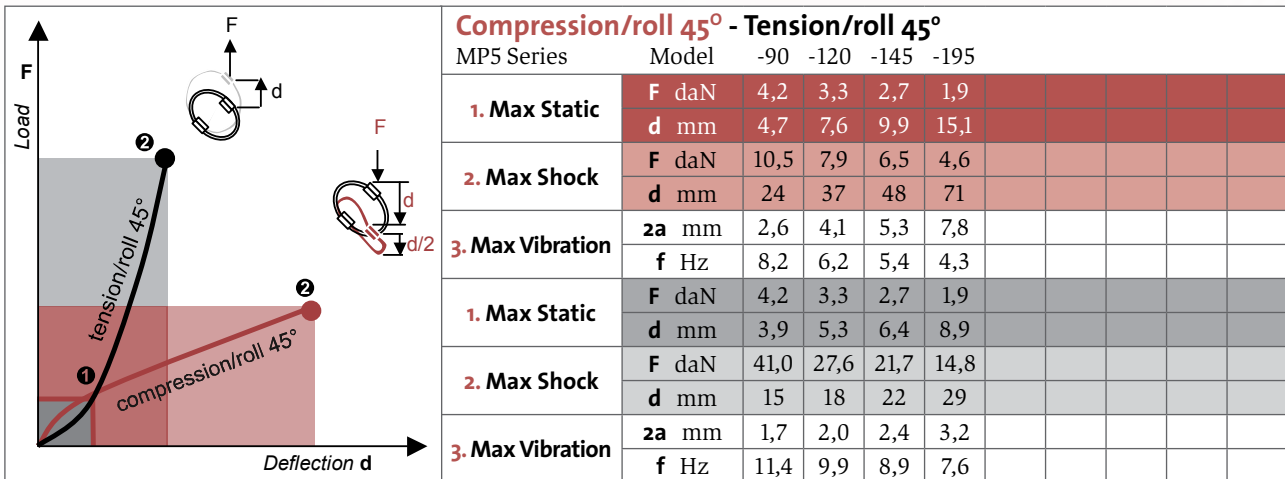 F
Load
F
d
F
d
d/2
2
2
1
tension/roll 45°
compression/roll 45°
Deflection d
Compression/roll 45° - Tension/roll 45°
MP5 Series Model -90 -120 -145 -195
1. Max Static F daN 4,2 3,3 2,7 1,9
d mm 4,7 7,6 9,9 15,1
2. Max Shock F daN 10,5 7,9 6,5 4,6
d mm 24 37 48 71
3. Max Vibration 2a mm 2,6 4,1 5,3 7,8
f Hz 8,2 6,2 5,4 4,3
1. Max Static F daN 4,2 3,3 2,7 1,9
d mm 3,9 5,3 6,4 8,9
2. Max Shock F daN 41,0 27,6 21,7 14,8
d mm 15 18 22 29
3. Max Vibration 2a mm 1,7 2,0 2,4 3,2
f Hz 11,4 9,9 8,9 7,6